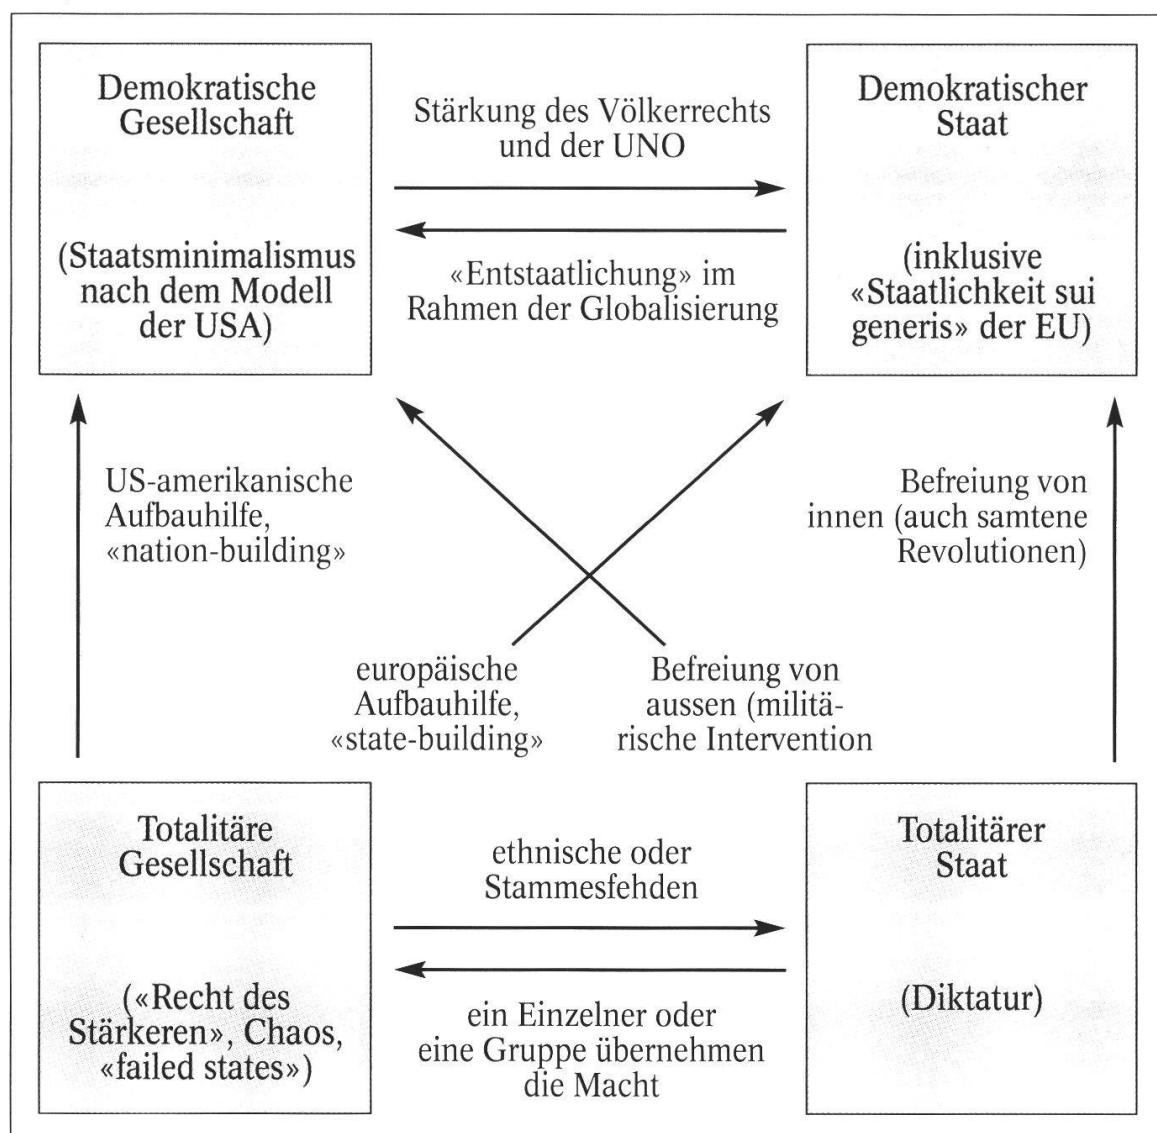 Demokratische
Gesellschaft
(Staatsminimalismus
nach dem Modell
der USA)
Stärkung des Völkerrechts
und der UNO
«Entstaatlichung» im
Rahmen der Globalisierung
Demokratischer
Staat
(inklusive
«Staatlichkeit sui
generis» der EU)
US-amerikanische
Aufbauhilfe,
«nation-building»
europäische
Aufbauhilfe,
«state-building»
Befreiung von
aussen (militä-
rische Intervention
Befreiung von
innen (auch samtene
Revolutionen)
Totalitäre
Gesellschaft
(«Recht des
Stärkeren», Chaos,
«failed states»)
ethnische oder
Stammesfehden
ein Einzelner oder
eine Gruppe übernehmen
die Macht
Totalitärer
Staat
(Diktatur)